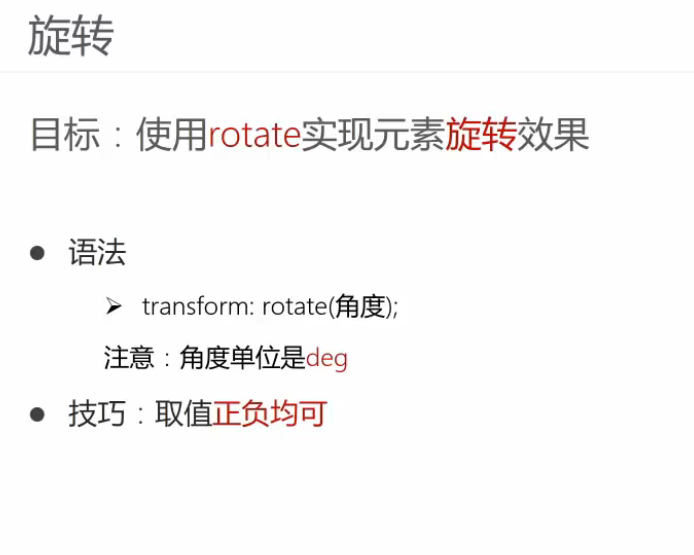 旋转
目标：使用rotate实现元素旋转效果
● 语法
➢ transform: rotate(角度);
注意：角度单位是deg
● 技巧：取值正负均可